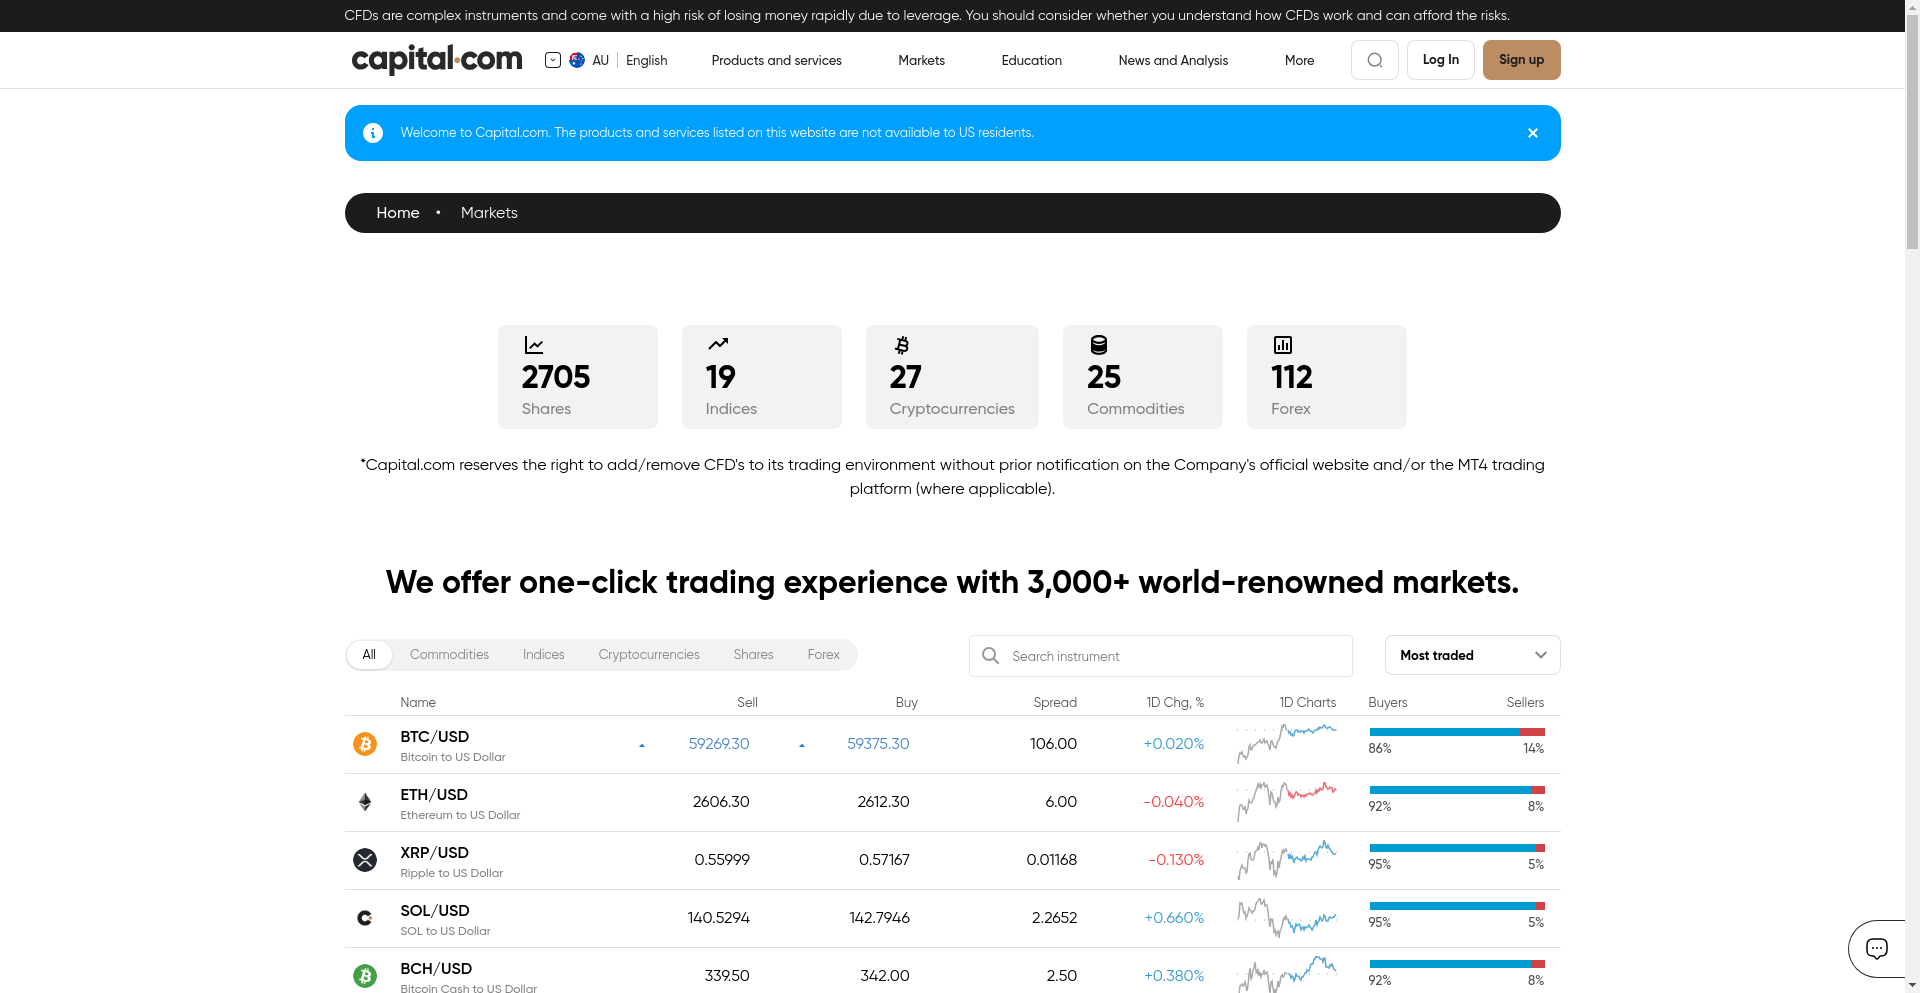 CFDs are complex instruments and come with a high risk of losing money rapidly due to leverage. You should consider whether you understand how CFDs work and can afford the risks.
capital.com AU English Products and services Markets Education News and Analysis More Log In Sign up
Welcome to Capital.com. The products and services listed on this website are not available to US residents.
Home • Markets
2705 19 27 25 112
Shares Indices Cryptocurrencies Commodities Forex
*Capital.com reserves the right to add/remove CFD's to its trading environment without prior notification on the Company's official website and/or the MT4 trading
platform (where applicable).
We offer one-click trading experience with 3,000+ world-renowned markets.
All Commodities Indices Cryptocurrencies Shares Forex Search instrument Most traded
Name Sell Buy Spread 1D Chg, % 1D Charts Buyers Sellers
BTC/USD 59269.30 59375.30 106.00 +0.020% 86% 14%
Bitcoin to US Dollar
ETH/USD 2606.30 2612.30 6.00 -0.040% 92% 8%
Ethereum to US Dollar
XRP/USD 0.55999 0.57167 0.01168 -0.130% 95% 5%
Ripple to US Dollar
SOL/USD 140.5294 142.7946 2.2652 +0.660% 95% 5%
SOL to US Dollar
BCH/USD 339.50 342.00 2.50 +0.380% 92% 8%
Bitcoin Cash to US Dollar